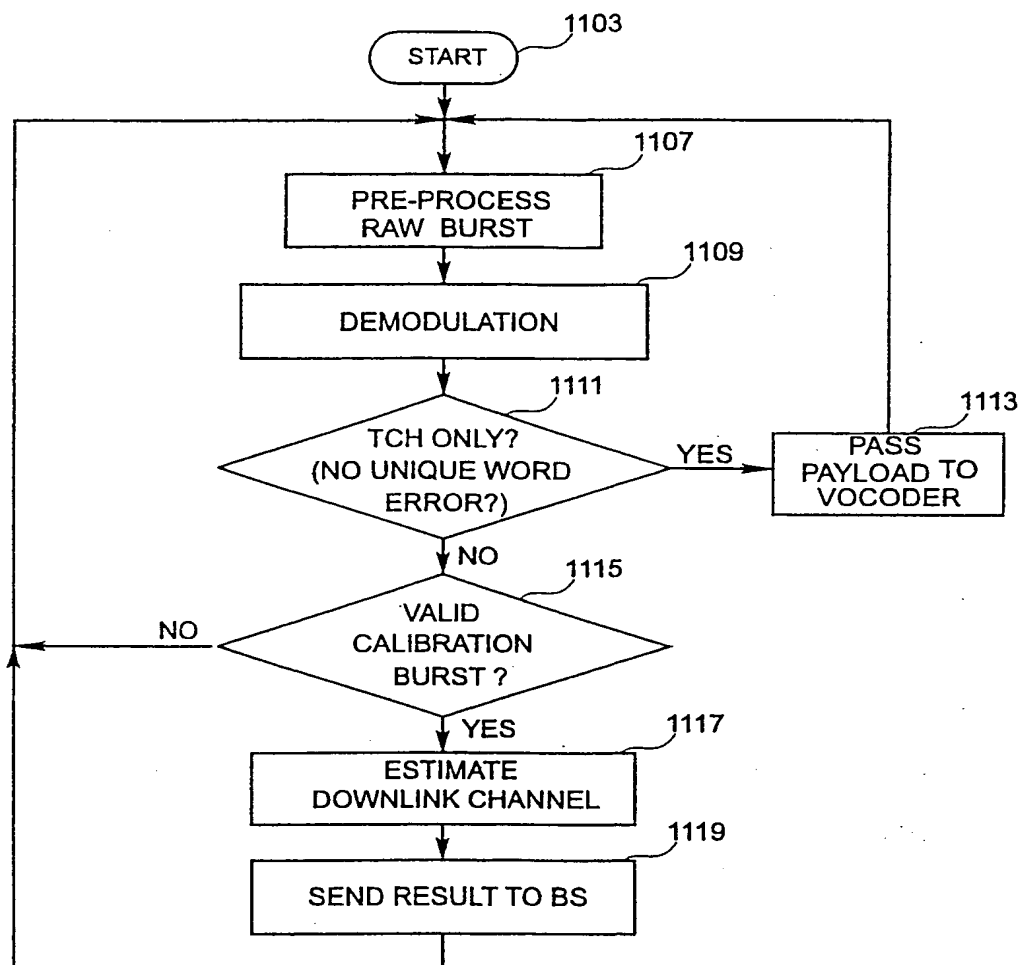 1103
START
1107
PRE-PROCESS
RAW BURST
1109
DEMODULATION
1111
TCH ONLY?
(NO UNIQUE WORD
ERROR?)
YES
1113
PASS
PAYLOAD TO
VOCODER
NO
1115
VALID
CALIBRATION
BURST ?
NO
YES
1117
ESTIMATE
DOWNLINK CHANNEL
1119
SEND RESULT TO BS